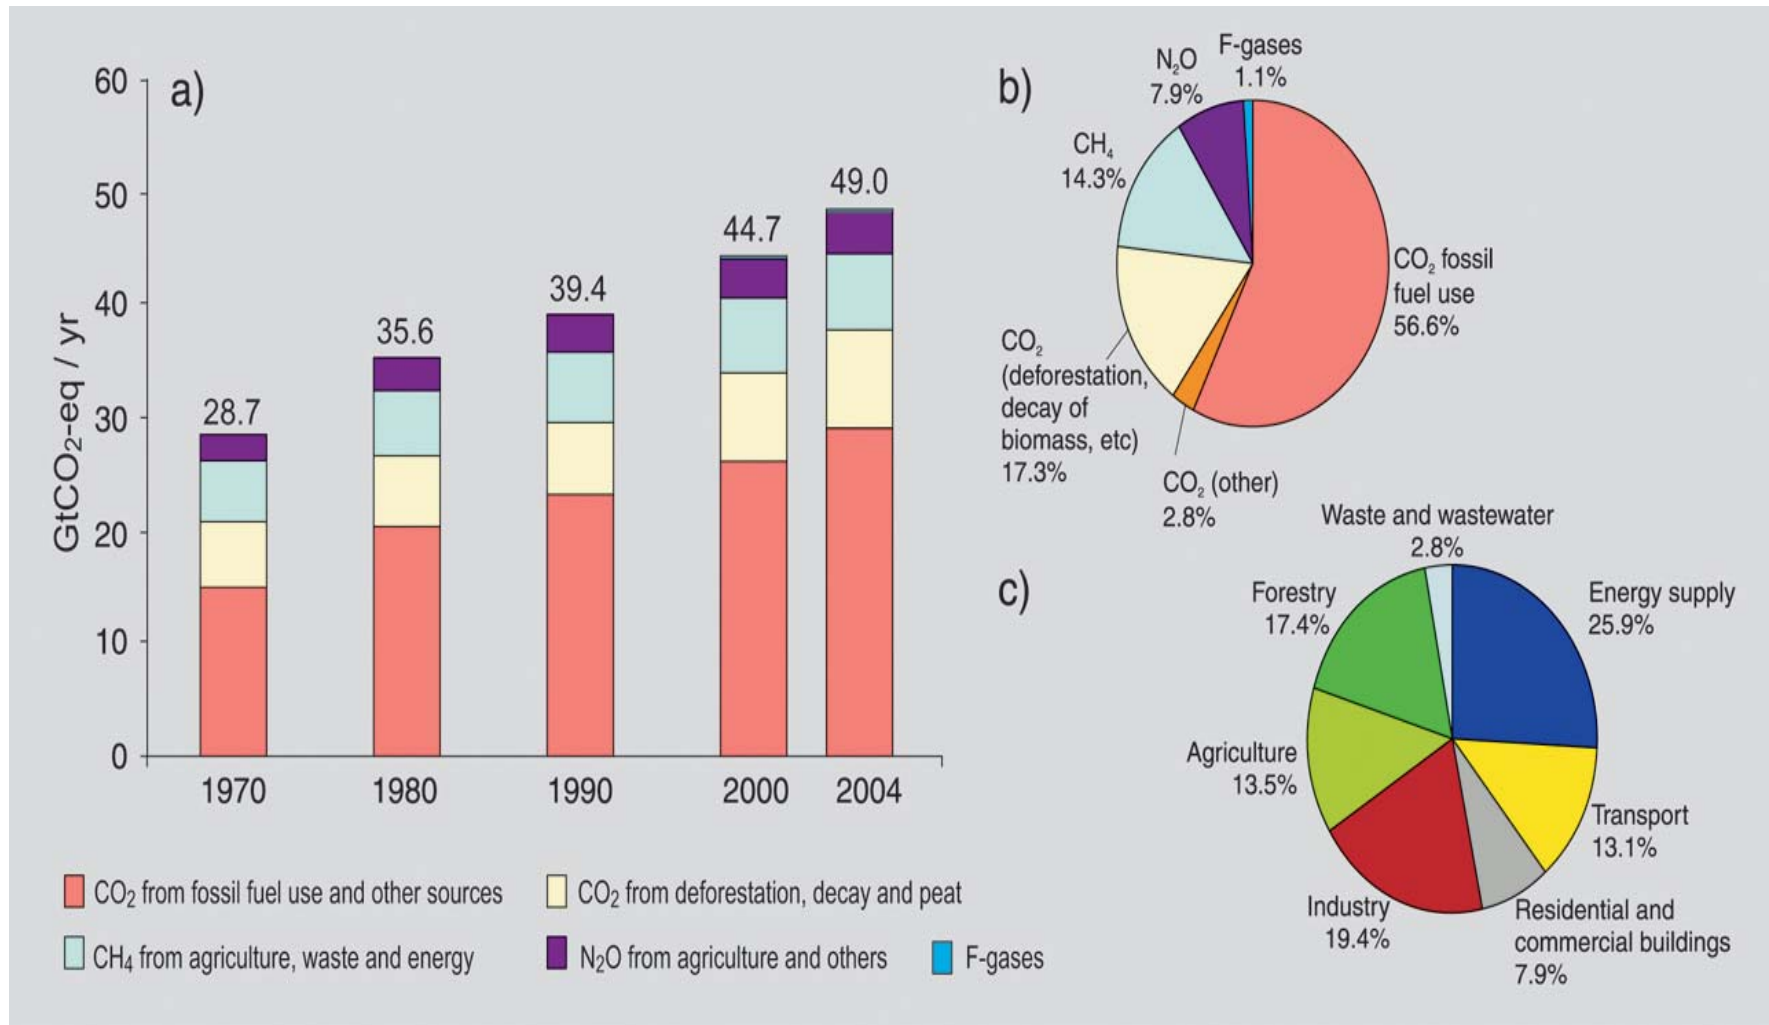 a)
60
50
40
30
20
10
0
GtCO2-eq / yr
28.7
35.6
39.4
44.7
49.0
1970
1980
1990
2000
2004
CO2 from fossil fuel use and other sources
CO2 from deforestation, decay and peat
CH4 from agriculture, waste and energy
N2O from agriculture and others
F-gases
b)
F-gases
1.1%
N2O
7.9%
CH4
14.3%
CO2 fossil
fuel use
56.6%
CO2
(deforestation,
decay of
biomass, etc)
17.3%
CO2 (other)
2.8%
c)
Waste and wastewater
2.8%
Forestry
17.4%
Energy supply
25.9%
Agriculture
13.5%
Transport
13.1%
Industry
19.4%
Residential and
commercial buildings
7.9%